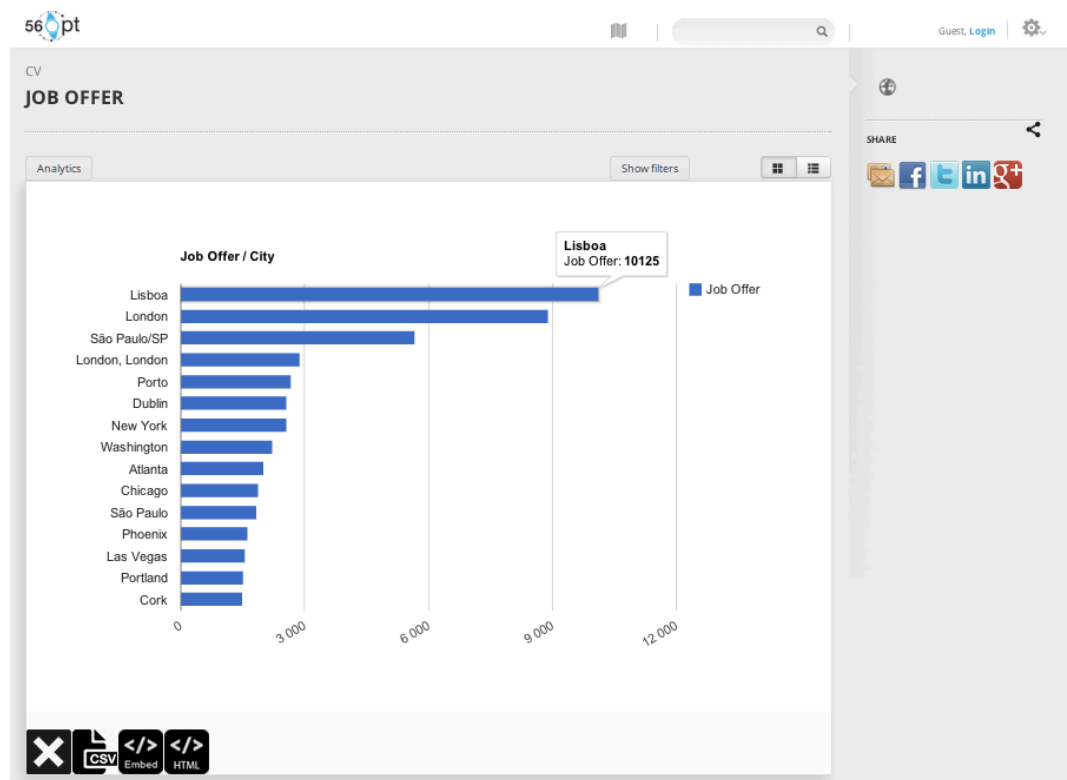 56 pt
Guest, Login
CV
JOB OFFER
SHARE
Analytics
Show filters
Lisboa
Job Offer: 10125
Job Offer / City
Job Offer
Lisboa
London
São Paulo/SP
London, London
Porto
Dublin
New York
Washington
Atlanta
Chicago
São Paulo
Phoenix
Las Vegas
Portland
Cork
0
3 000
6 000
9 000
12 000
CSV
</>
Embed
</>
HTML